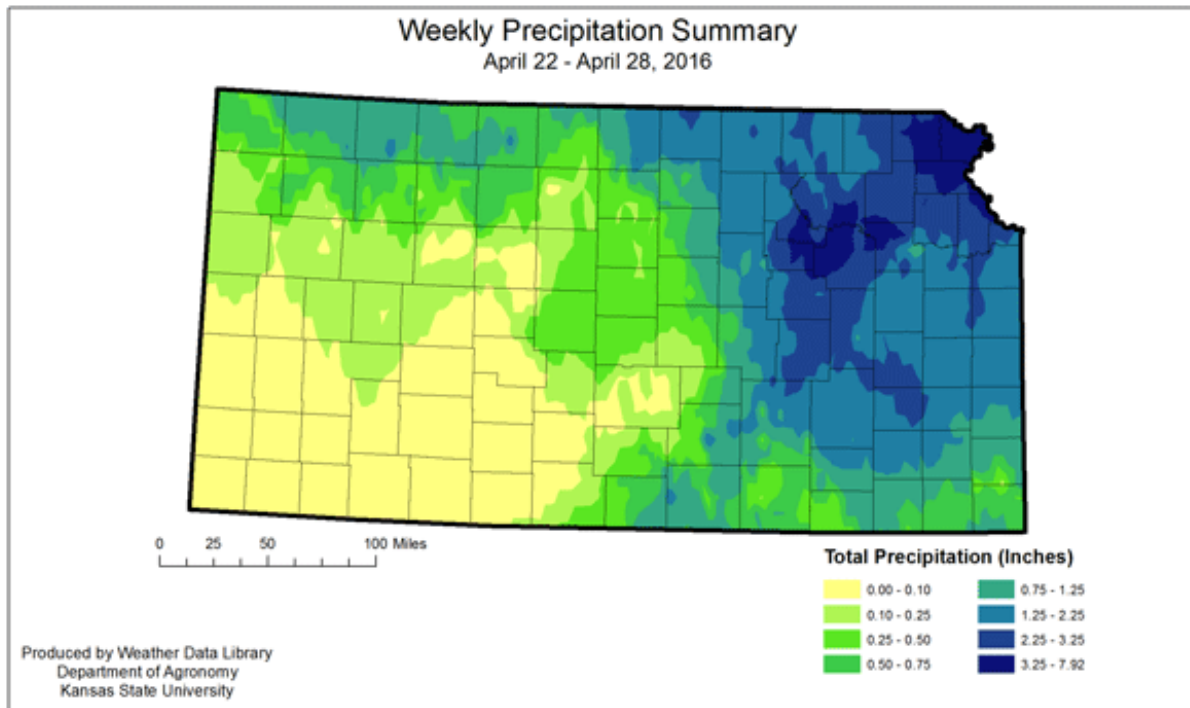 Weekly Precipitation Summary
April 22 - April 28, 2016
0 25 50 100 Miles
Total Precipitation (Inches)
0.00 - 0.10
0.10 - 0.25
0.25 - 0.50
0.50 - 0.75
0.75 - 1.25
1.25 - 2.25
2.25 - 3.25
3.25 - 7.92
Produced by Weather Data Library
Department of Agronomy
Kansas State University